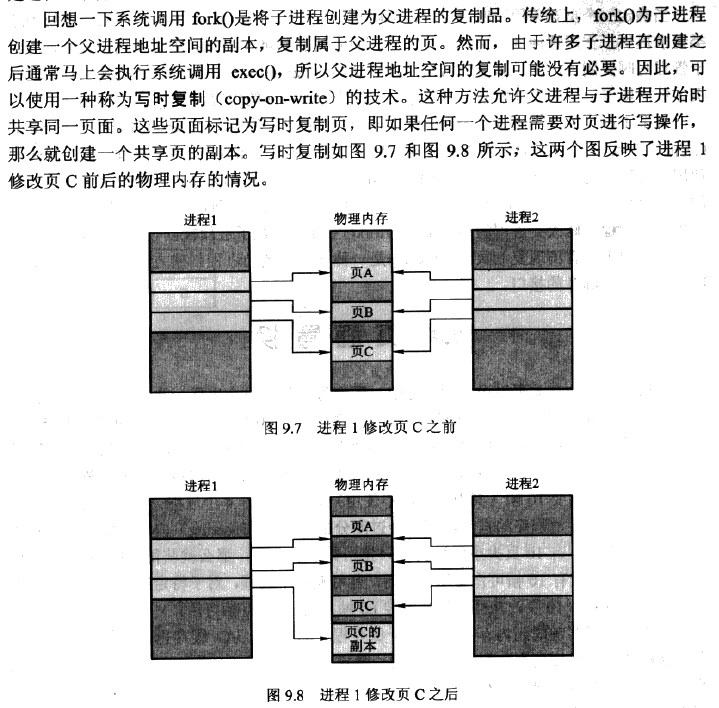 回想一下系统调用 fork()是将子进程创建为父进程的复制品。传统上，fork()为子进程
创建一个父进程地址空间的副本，复制属于父进程的页。然而，由于许多子进程在创建之
后通常马上会执行系统调用 exec()，所以父进程地址空间的复制可能没有必要。因此，可
以使用一种称为写时复制（copy-on-write）的技术。这种方法允许父进程与子进程开始时
共享同一页面。这些页面标记为写时复制页，即如果任何一个进程需要对页进行写操作，
那么就创建一个共享页的副本。写时复制如图 9.7 和图 9.8 所示；这两个图反映了进程 1
修改页 C 前后的物理内存的情况。
进程1 物理内存 进程2
页A
页B
页C
图 9.7 进程 1 修改页 C 之前
进程1 物理内存 进程2
页A
页B
页C
页C的
副本
图 9.8 进程 1 修改页 C 之后